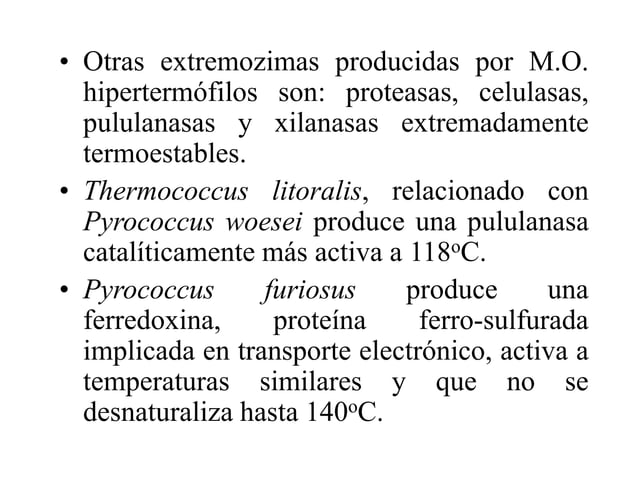 • Otras extremozimas producidas por M.O.
hipertermófilos son: proteasas, celulasas,
pululanasas y xilanasas extremadamente
termoestables.
• Thermococcus litoralis, relacionado con
Pyrococcus woesei produce una pululanasa
catalíticamente más activa a 118ºC.
• Pyrococcus furiosus produce una
ferredoxina, proteína ferro-sulfurada
implicada en transporte electrónico, activa a
temperaturas similares y que no se
desnaturaliza hasta 140ºC.